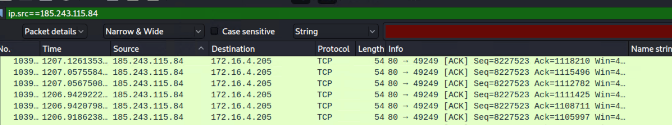 ip.src==185.243.115.84
Packet details Narrow & Wide Case sensitive String
No. Time Source Destination Protocol Length Info Name strin
1039… 1207.1261353… 185.243.115.84 172.16.4.205 TCP 54 80 → 49249 [ACK] Seq=8227523 Ack=1118210 Win=4…
1039… 1207.0575584… 185.243.115.84 172.16.4.205 TCP 54 80 → 49249 [ACK] Seq=8227523 Ack=1115496 Win=4…
1039… 1207.0567508… 185.243.115.84 172.16.4.205 TCP 54 80 → 49249 [ACK] Seq=8227523 Ack=1112782 Win=4…
1039… 1206.9429222… 185.243.115.84 172.16.4.205 TCP 54 80 → 49249 [ACK] Seq=8227523 Ack=1111425 Win=4…
1039… 1206.9420798… 185.243.115.84 172.16.4.205 TCP 54 80 → 49249 [ACK] Seq=8227523 Ack=1108711 Win=4…
1039… 1206.9186238… 185.243.115.84 172.16.4.205 TCP 54 80 → 49249 [ACK] Seq=8227523 Ack=1105997 Win=4…